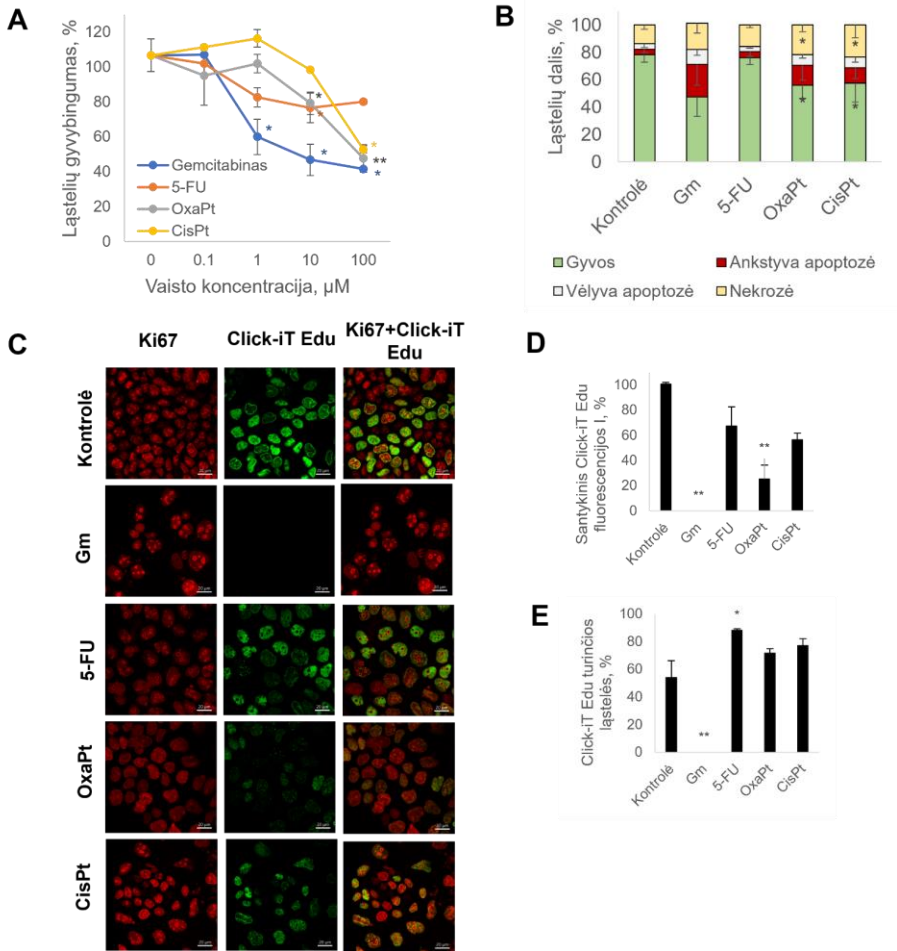 A
Ląstelių gyvybingumas, %
120
100
80
60
40
20
0
*
*
*
*
*
**
*
Gemcitabinas
5-FU
OxaPt
CisPt
0
0.1
1
10
100
Vaisto koncentracija, µM
B
Ląstelių dalis, %
100
80
60
40
20
0
*
*
*
*
Kontrolė
Gm
5-FU
OxaPt
CisPt
Gyvos
Ankstyva apoptozė
Vėlyva apoptozė
Nekrozė
C
Ki67
Click-iT Edu
Ki67+Click-iT
Edu
Kontrolė
Gm
5-FU
OxaPt
CisPt
D
Santykinis Click-iT Edu
fluorescencijos I, %
100
80
60
40
20
0
**
**
Kontrolė
Gm
5-FU
OxaPt
CisPt
E
Click-iT Edu turinčios
ląstelės, %
100
80
60
40
20
0
**
*
Kontrolė
Gm
5-FU
OxaPt
CisPt